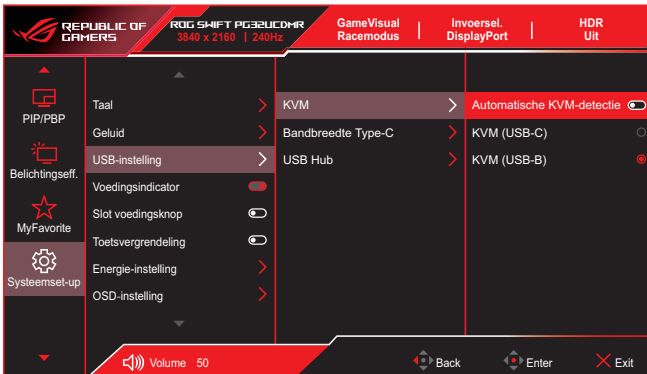 REPUBLIC OF
GAMERS
ROG SWIFT PG32UCDMR
3840 x 2160 | 240Hz
GameVisual
Racemodus
Invoersel.
DisplayPort
HDR
Uit
PIP/PBP
Belichtingseff.
MyFavorite
Systeemset-up
Taal
Geluid
USB-instelling
Voedingsindicator
Slot voedingsknop
Toetsvergrendeling
Energie-instelling
OSD-instelling
KVM
Bandbreedte Type-C
USB Hub
Automatische KVM-detectie
KVM (USB-C)
KVM (USB-B)
Volume 50
Back
Enter
Exit